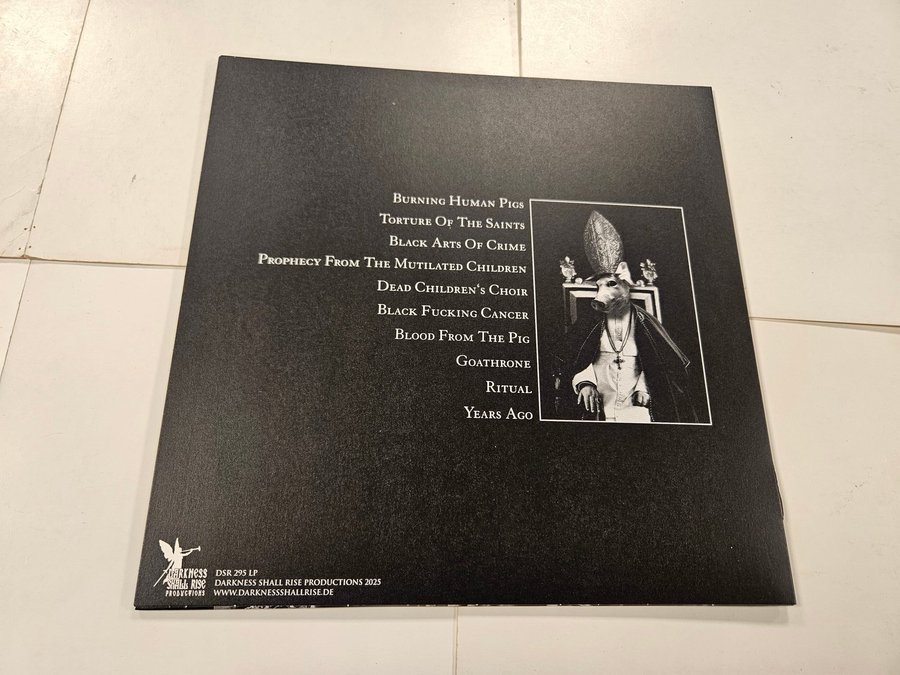 Burning Human Pigs
Torture Of The Saints
Black Arts Of Crime
Prophecy From The Mutilated Children
Dead Children‘s Choir
Black Fucking Cancer
Blood From The Pig
Goathrone
Ritual
Years Ago
DARKNESS
SHALL RISE
PRODUCTIONS
DSR 295 LP
DARKNESS SHALL RISE PRODUCTIONS 2025
WWW.DARKNESSSHALLRISE.DE